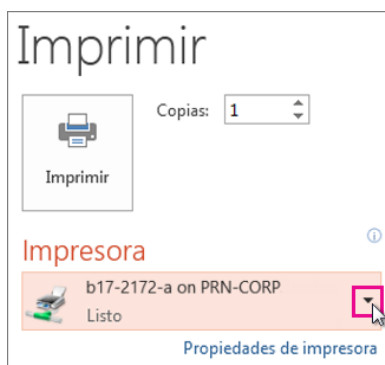 Imprimir
Copias: 1
Imprimir
Impresora
b17-2172-a on PRN-CORP
Listo
Propiedades de impresora